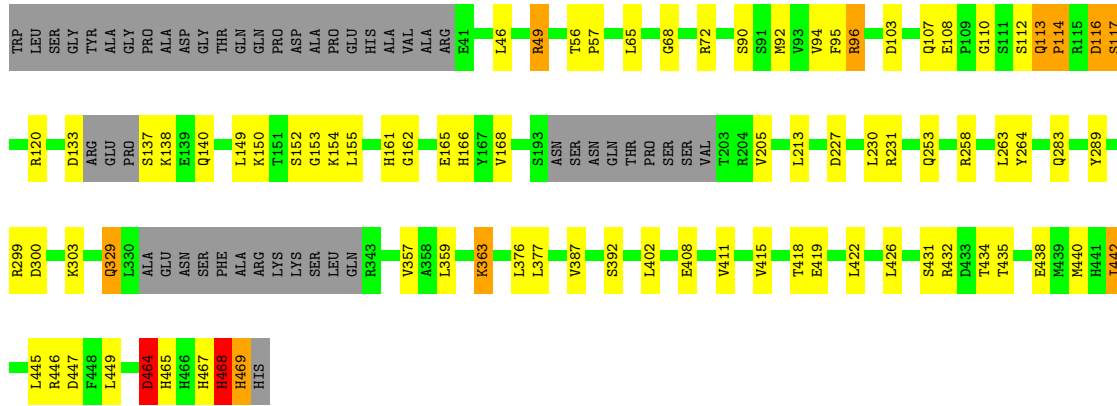 TRP LEU SER GLY TYR ALA GLY PRO ALA ASP GLY THR GLN GLN PRO ASP ALA PRO GLU HIS ALA VAL ALA ARG E41 L46 R49 T56 P57 L65 G68 R72 S90 S91 M92 V93 V94 F95 R96 D103 Q107 E108 P109 G110 S111 S112 Q113 P114 R115 D116 S117
R120 D133 ARG GLU PRO S137 K138 E139 Q140 L149 K150 T151 S152 G153 K154 L155 H161 G162 E165 H166 Y167 V168 S193 ASN SER ASN GLN THR PRO SER SER VAL T203 R204 V205 L213 D227 L230 R231 Q253 R258 L263 Y264 Q283 Y289
R299 D300 K303 Q329 L330 ALA GLU ASN SER PHE ALA ARG LYS LYS SER LEU GLN R343 V357 A358 L359 K363 L376 L377 V387 S392 L402 E408 V411 V415 T418 E419 L422 L426 S431 R432 D433 T434 T435 E438 M439 M440 H441
L445 R446 D447 F448 L449 D464 H465 H466 H467 H468 H469 HIS